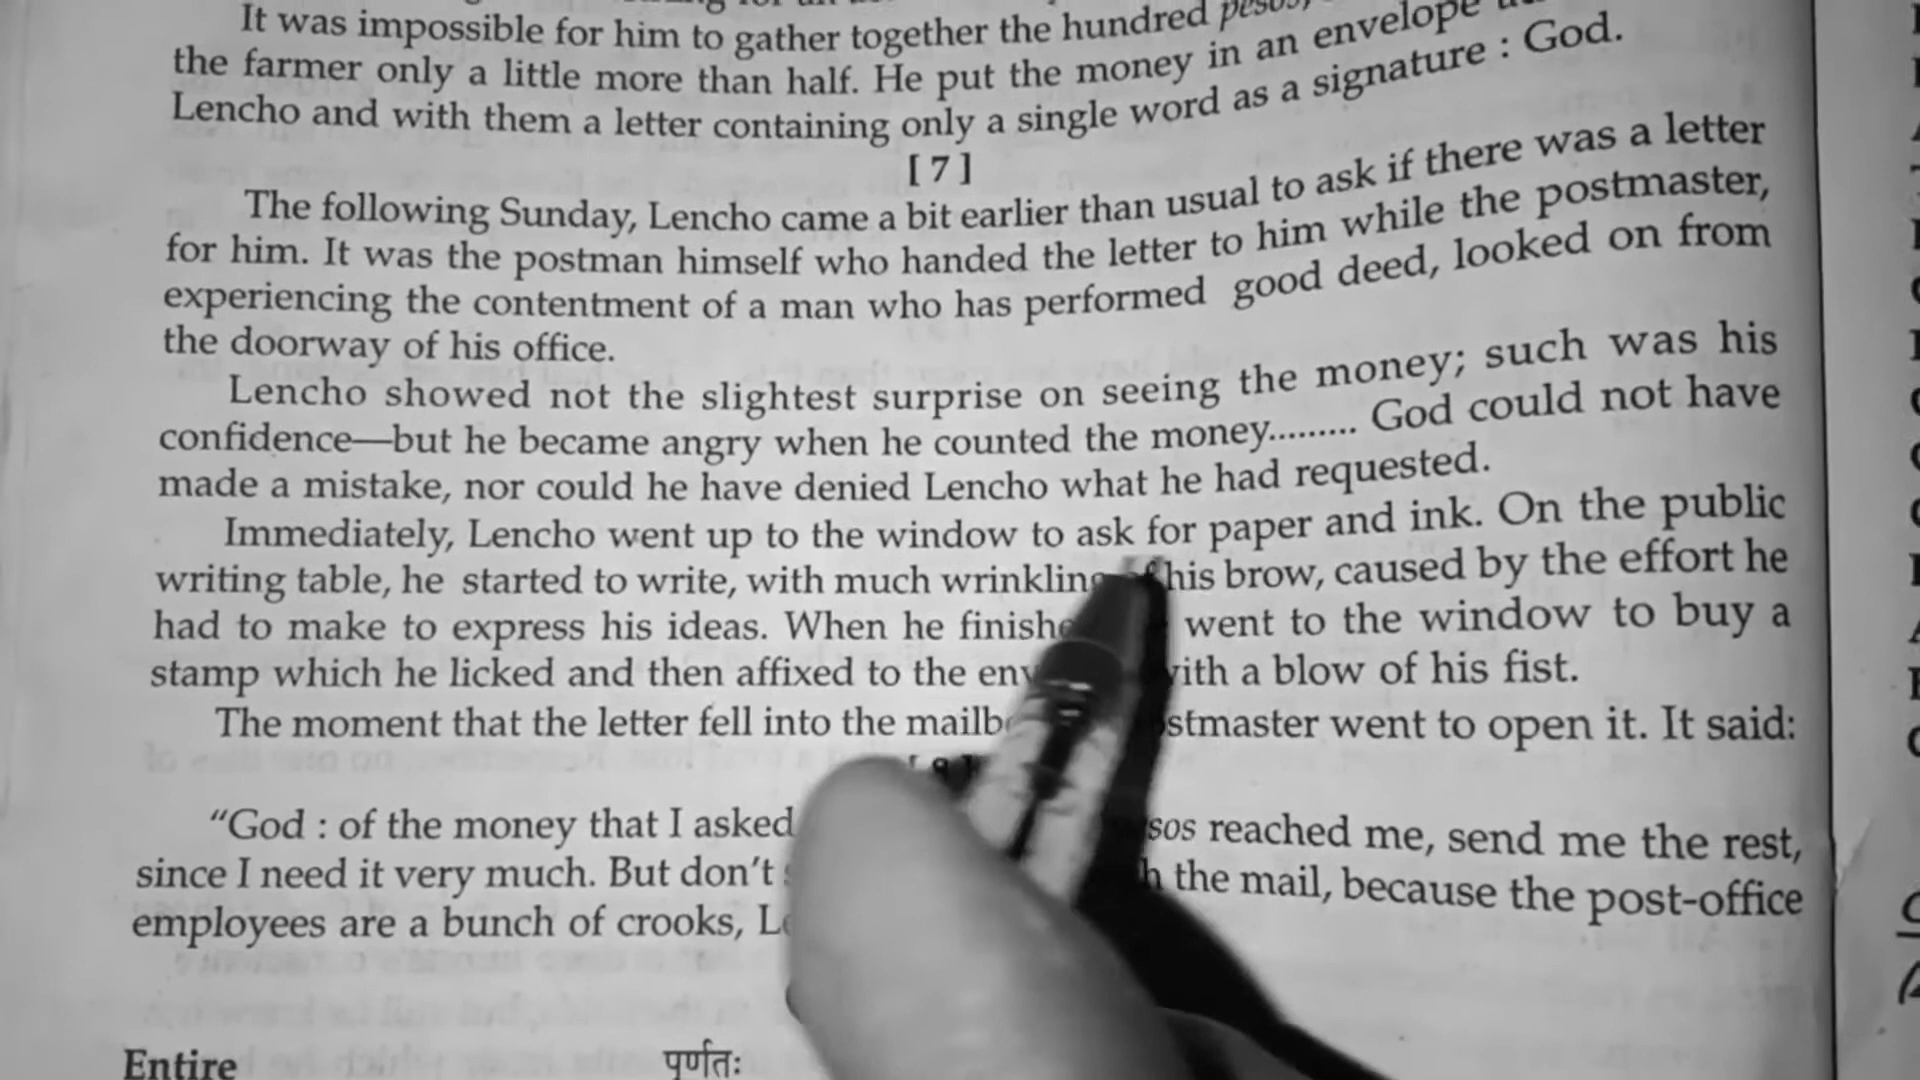 It was impossible for him to gather together the hundred pesos,
the farmer only a little more than half. He put the money in an envelope
Lencho and with them a letter containing only a single word as a signature : God.
[ 7 ]
The following Sunday, Lencho came a bit earlier than usual to ask if there was a letter
for him. It was the postman himself who handed the letter to him while the postmaster,
experiencing the contentment of a man who has performed good deed, looked on from
the doorway of his office.
Lencho showed not the slightest surprise on seeing the money; such was his
confidence—but he became angry when he counted the money......... God could not have
made a mistake, nor could he have denied Lencho what he had requested.
Immediately, Lencho went up to the window to ask for paper and ink. On the public
writing table, he started to write, with much wrinkling of his brow, caused by the effort he
had to make to express his ideas. When he went to the window to buy a
stamp which he licked and then affixed to the with a blow of his fist.
The moment that the letter fell into the went to open it. It said:
“God : of the money that I asked reached me, send me the rest,
since I need it very much. But don’t the mail, because the post-office
employees are a bunch of crooks,
Entire पूर्णतः